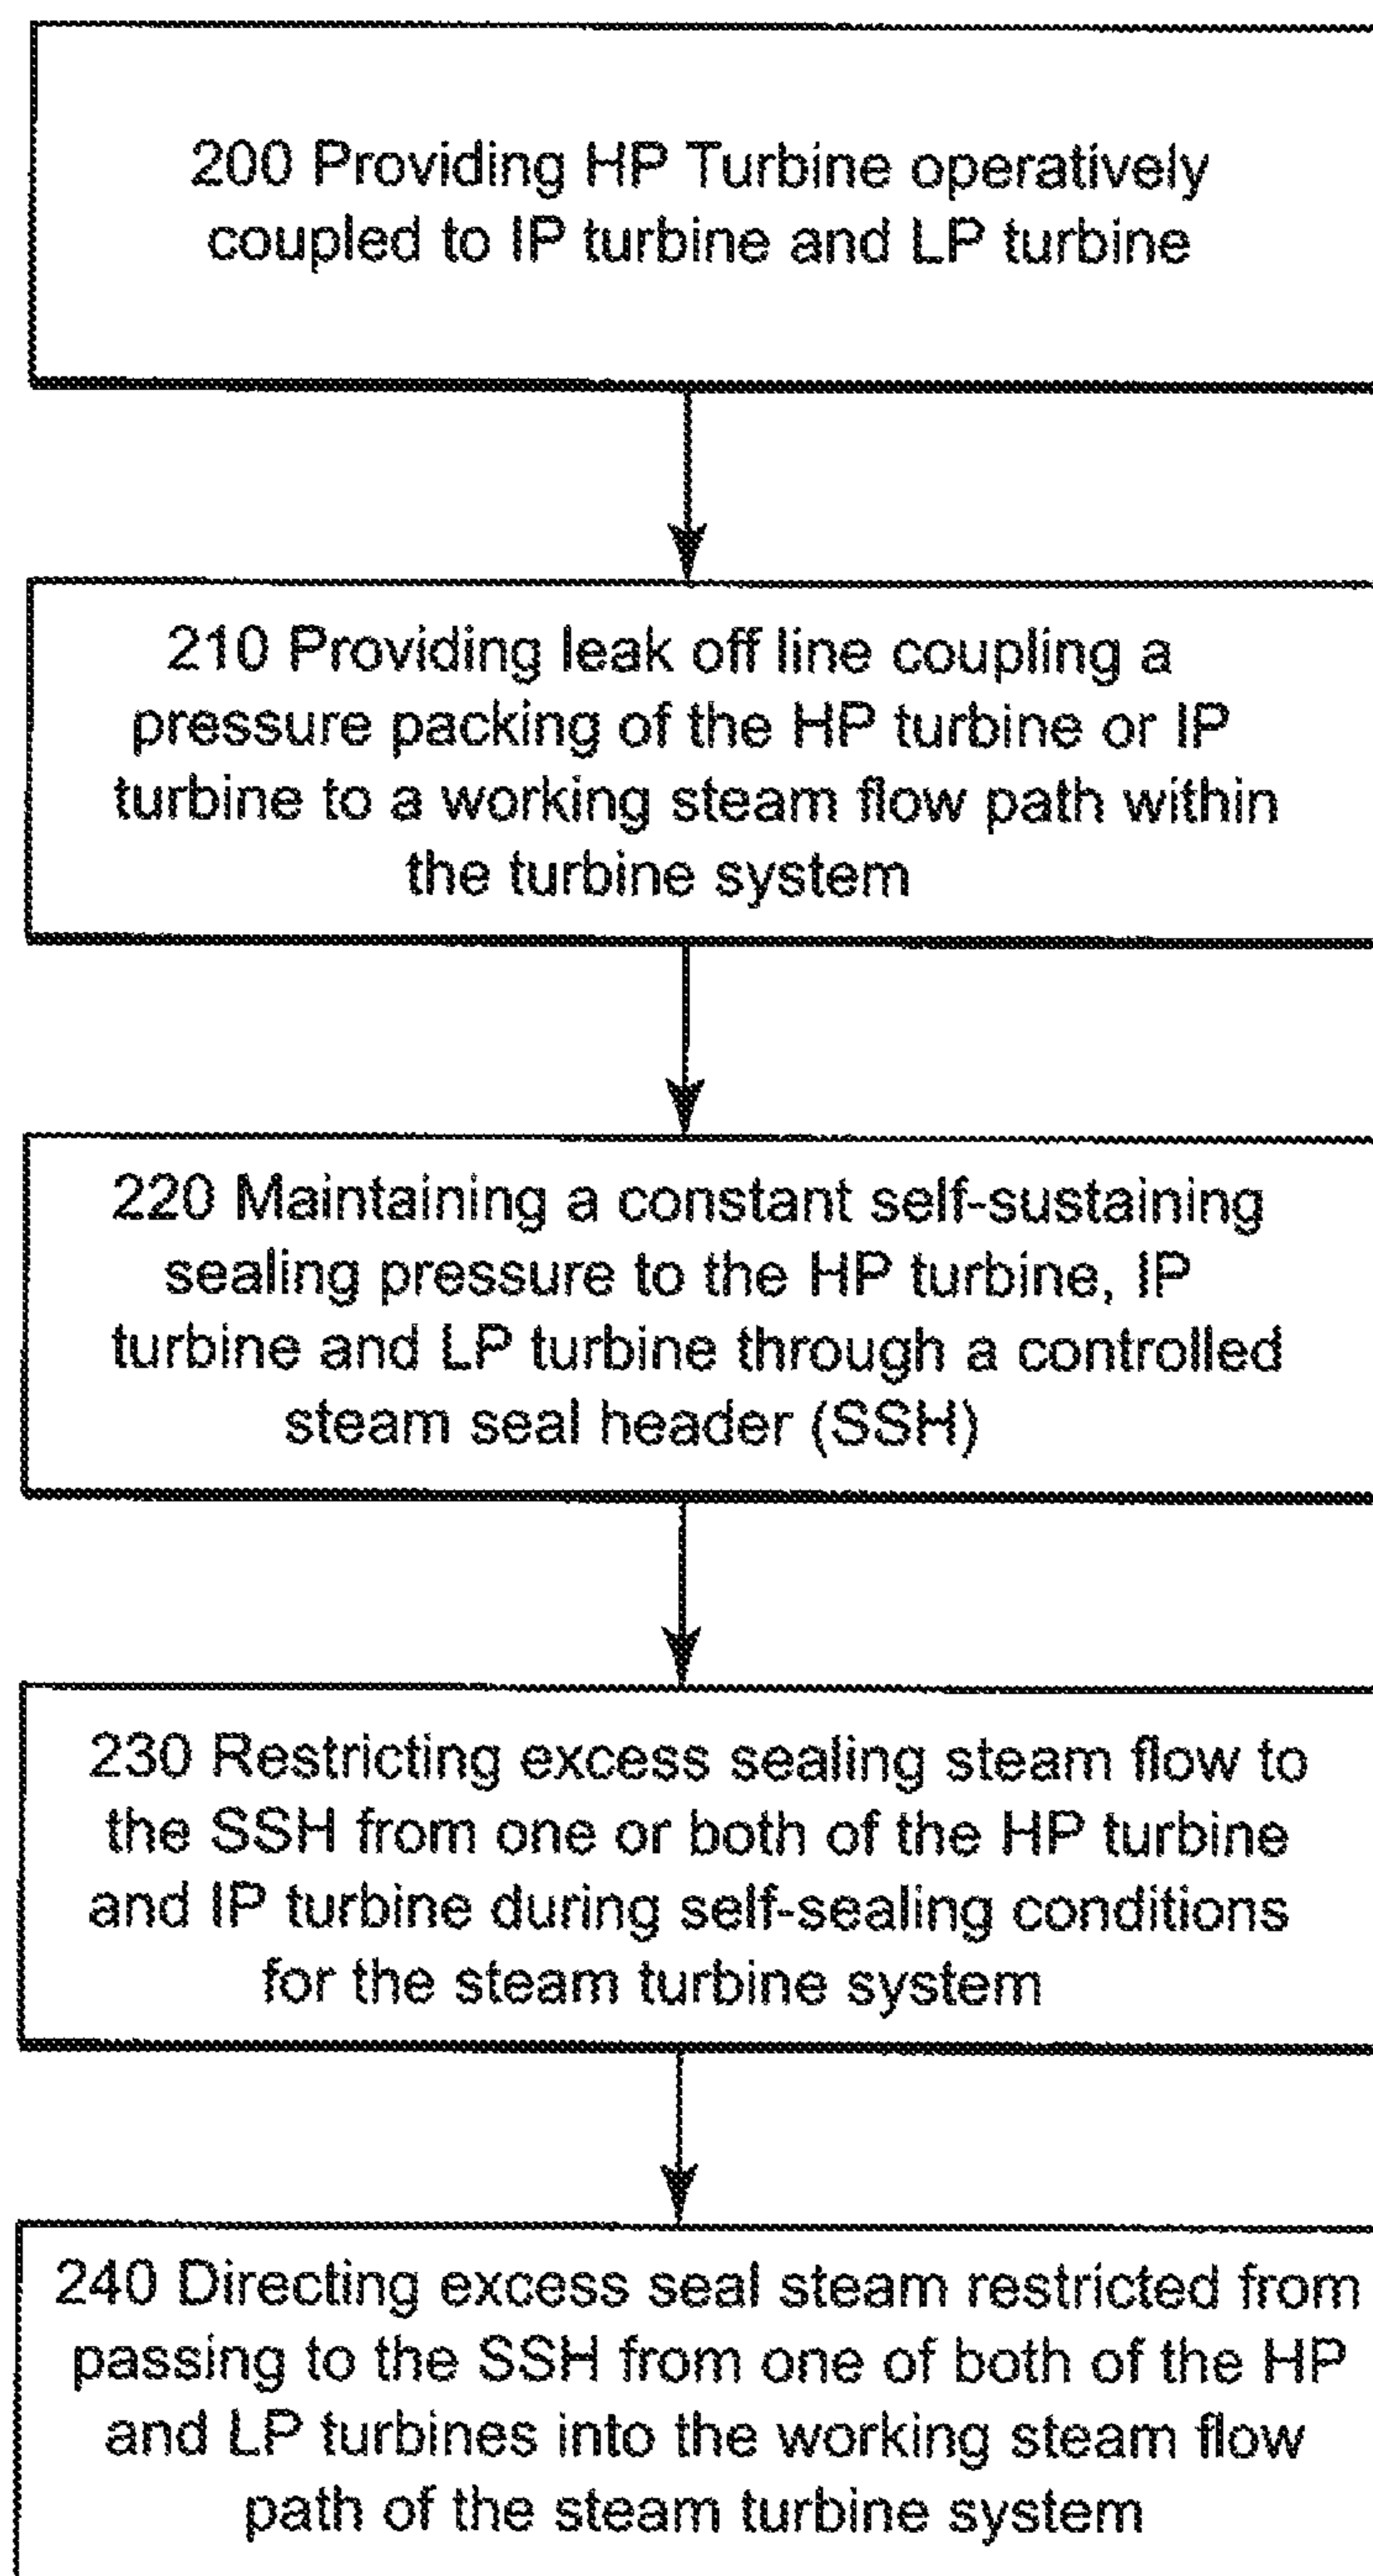 200 Providing HP Turbine operatively
coupled to IP turbine and LP turbine
210 Providing leak off line coupling a
pressure packing of the HP turbine or IP
turbine to a working steam flow path within
the turbine system
220 Maintaining a constant self-sustaining
sealing pressure to the HP turbine, IP
turbine and LP turbine through a controlled
steam seal header (SSH)
230 Restricting excess sealing steam flow to
the SSH from one or both of the HP turbine
and IP turbine during self-sealing conditions
for the steam turbine system
240 Directing excess seal steam restricted from
passing to the SSH from one of both of the HP
and LP turbines into the working steam flow
path of the steam turbine system